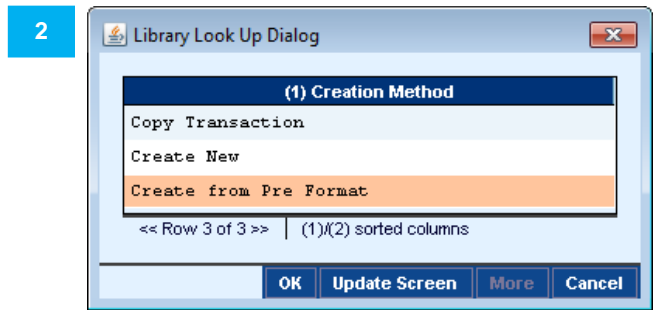 2
Library Look Up Dialog
(1) Creation Method
Copy Transaction
Create New
Create from Pre Format
<< Row 3 of 3 >> (1)/(2) sorted columns
OK Update Screen More Cancel